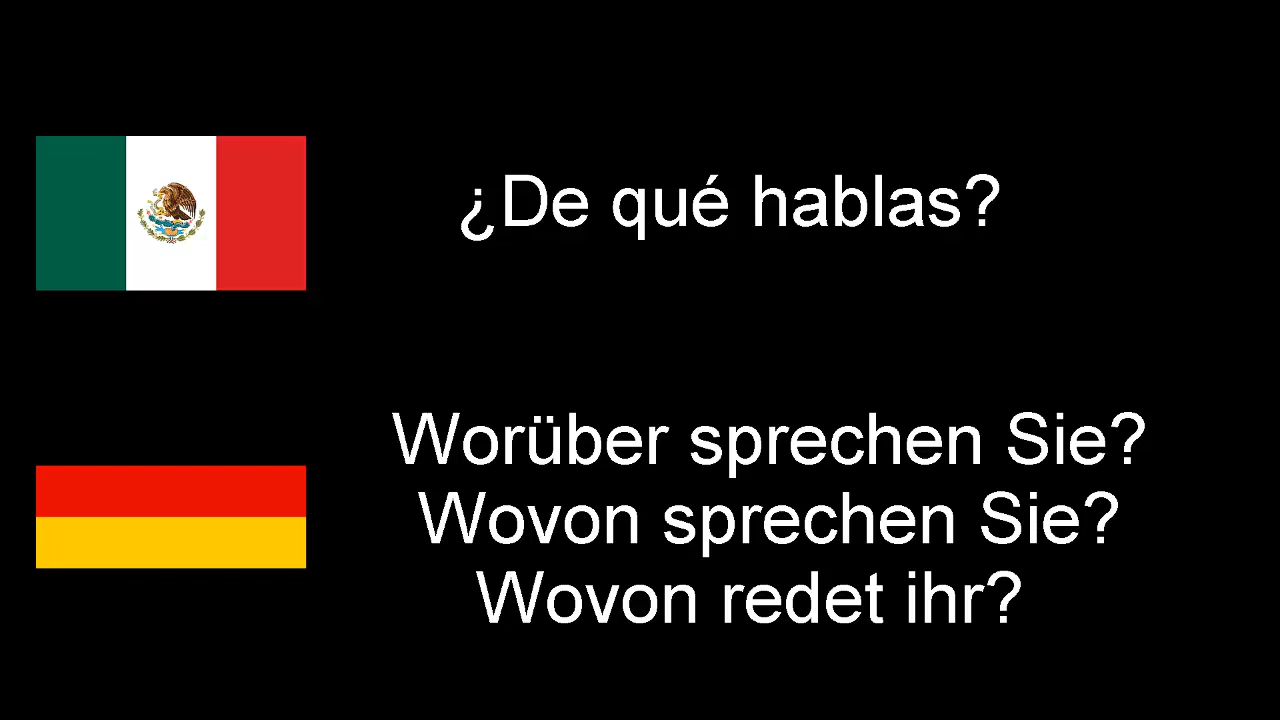 ¿De qué hablas?
Worüber sprechen Sie?
Wovon sprechen Sie?
Wovon redet ihr?